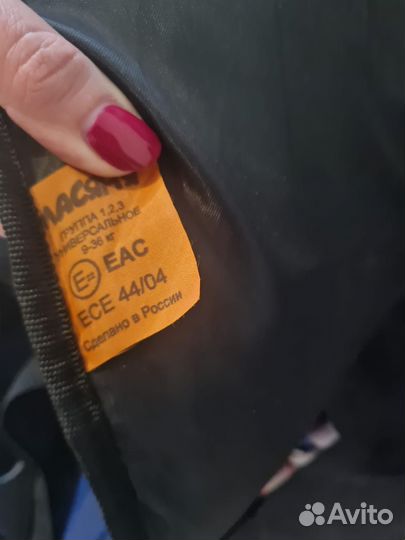 ГРУППА 1,2,3
УНИВЕРСАЛЬНОЕ
9-36 кг
E= EAC
ECE 44/04
Сделано в России
Avito